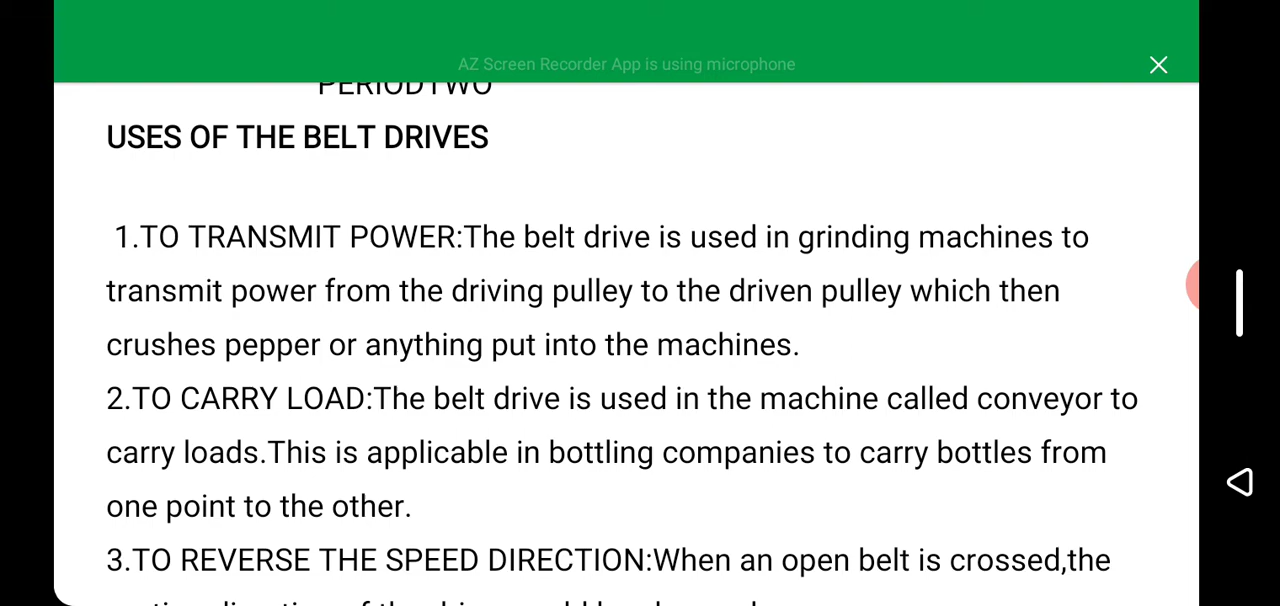 AZ Screen Recorder App is using microphone
PERIODTWO
USES OF THE BELT DRIVES
1.TO TRANSMIT POWER:The belt drive is used in grinding machines to
transmit power from the driving pulley to the driven pulley which then
crushes pepper or anything put into the machines.
2.TO CARRY LOAD:The belt drive is used in the machine called conveyor to
carry loads.This is applicable in bottling companies to carry bottles from
one point to the other.
3.TO REVERSE THE SPEED DIRECTION:When an open belt is crossed,the